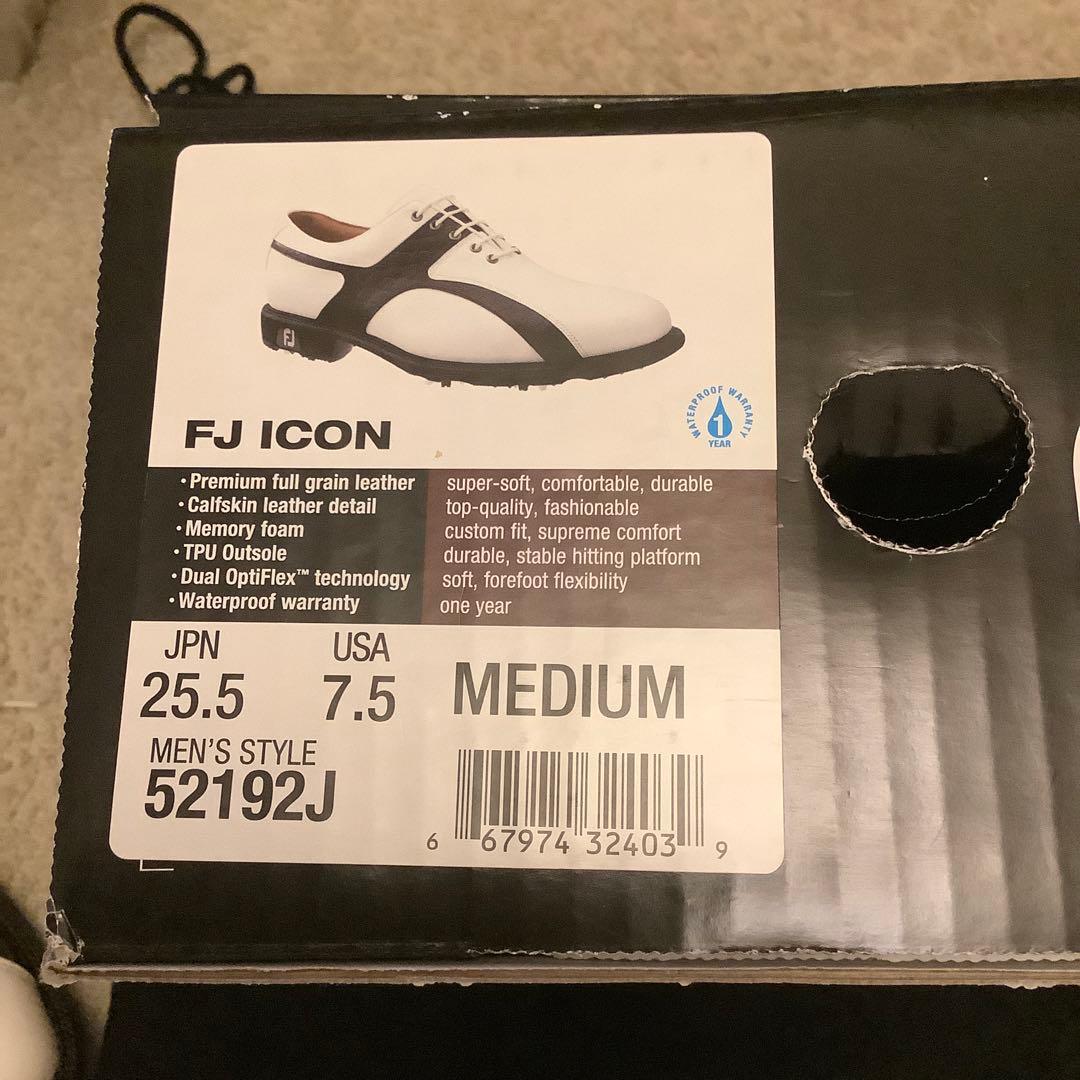 FJ
WATERPROOF WARRANTY
1
YEAR
FJ ICON
• Premium full grain leather super-soft, comfortable, durable
• Calfskin leather detail top-quality, fashionable
• Memory foam custom fit, supreme comfort
• TPU Outsole durable, stable hitting platform
• Dual OptiFlex™ technology soft, forefoot flexibility
• Waterproof warranty one year
JPN USA
25.5 7.5 MEDIUM
MEN'S STYLE
52192J
6 67974 32403 9